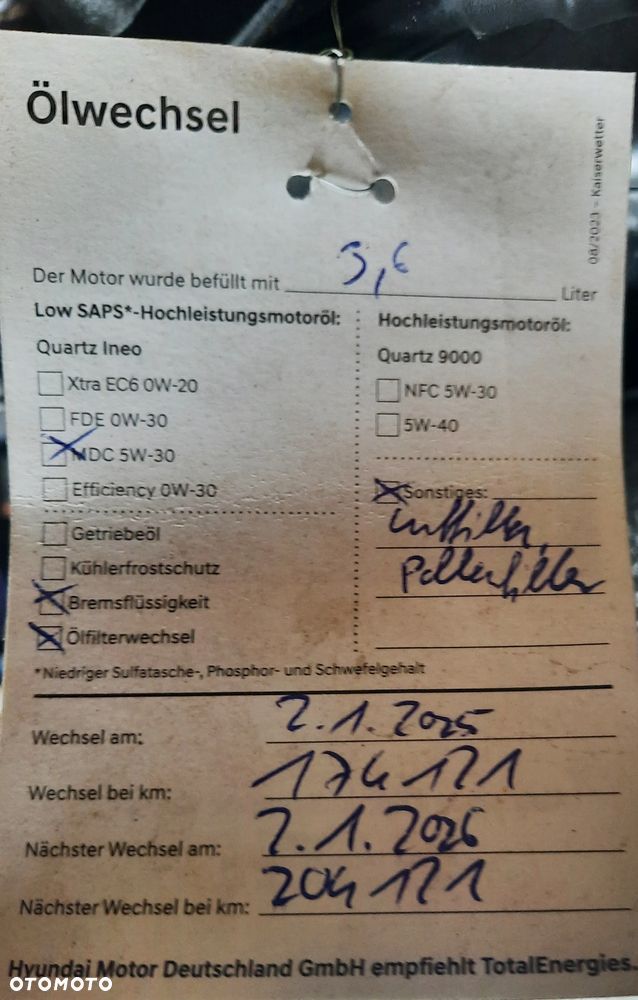 Ölwechsel
08/2023 – Kaiserwetter
Der Motor wurde befüllt mit 3,6 Liter
Low SAPS*-Hochleistungsmotoröl:
Quartz Ineo
Xtra EC6 0W-20
FDE 0W-30
MDC 5W-30
Efficiency 0W-30
Getriebeöl
Kühlerfrostschutz
Bremsflüssigkeit
Ölfilterwechsel
Hochleistungsmotoröl:
Quartz 9000
NFC 5W-30
5W-40
Sonstiges:
Luftfilter,
Pollenfilter
*Niedriger Sulfatasche-, Phosphor- und Schwefelgehalt
Wechsel am: 2.1.2025
Wechsel bei km: 174 121
Nächster Wechsel am: 2.1.2026
Nächster Wechsel bei km: 204 121
Hyundai Motor Deutschland GmbH empfiehlt TotalEnergies.
OTOMOTO